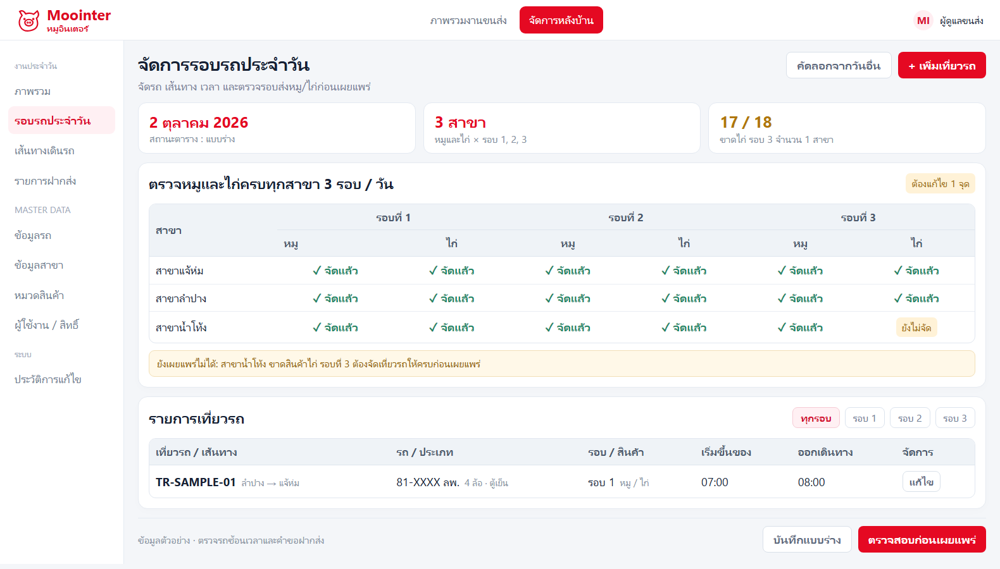 Moointer
หมูอินเตอร์
ภาพรวมงานขนส่ง
จัดการหลังบ้าน
MI
ผู้ดูแลขนส่ง
งานประจำวัน
ภาพรวม
รอบรถประจำวัน
เส้นทางเดินรถ
รายการฝากส่ง
MASTER DATA
ข้อมูลรถ
ข้อมูลสาขา
หมวดสินค้า
ผู้ใช้งาน / สิทธิ์
ระบบ
ประวัติการแก้ไข
จัดการรอบรถประจำวัน
จัดรถ เส้นทาง เวลา และตรวจรอบส่งหมู/ไก่ก่อนเผยแพร่
คัดลอกจากวันอื่น
+ เพิ่มเที่ยวรถ
2 ตุลาคม 2026
สถานะตาราง : แบบร่าง
3 สาขา
หมูและไก่ × รอบ 1, 2, 3
17 / 18
ขาดไก่ รอบ 3 จำนวน 1 สาขา
ตรวจหมูและไก่ครบทุกสาขา 3 รอบ / วัน
ต้องแก้ไข 1 จุด
สาขา รอบที่ 1 รอบที่ 2 รอบที่ 3
หมู ไก่ หมู ไก่ หมู ไก่
สาขาแจ้ห่ม ✓ จัดแล้ว ✓ จัดแล้ว ✓ จัดแล้ว ✓ จัดแล้ว ✓ จัดแล้ว ✓ จัดแล้ว
สาขาลำปาง ✓ จัดแล้ว ✓ จัดแล้ว ✓ จัดแล้ว ✓ จัดแล้ว ✓ จัดแล้ว ✓ จัดแล้ว
สาขาน้ำโท้ง ✓ จัดแล้ว ✓ จัดแล้ว ✓ จัดแล้ว ✓ จัดแล้ว ✓ จัดแล้ว ยังไม่จัด
ยังเผยแพร่ไม่ได้: สาขาน้ำโท้ง ขาดสินค้าไก่ รอบที่ 3 ต้องจัดเที่ยวรถให้ครบก่อนเผยแพร่
รายการเที่ยวรถ
ทุกรอบ รอบ 1 รอบ 2 รอบ 3
เที่ยวรถ / เส้นทาง รถ / ประเภท รอบ / สินค้า เริ่มขึ้นของ ออกเดินทาง จัดการ
TR-SAMPLE-01 ลำปาง → แจ้ห่ม 81-XXXX ลพ. 4 ล้อ · ตู้เย็น รอบ 1 หมู / ไก่ 07:00 08:00 แก้ไข
ข้อมูลตัวอย่าง · ตรวจรถซ้อนเวลาและคำขอฝากส่ง
บันทึกแบบร่าง
ตรวจสอบก่อนเผยแพร่